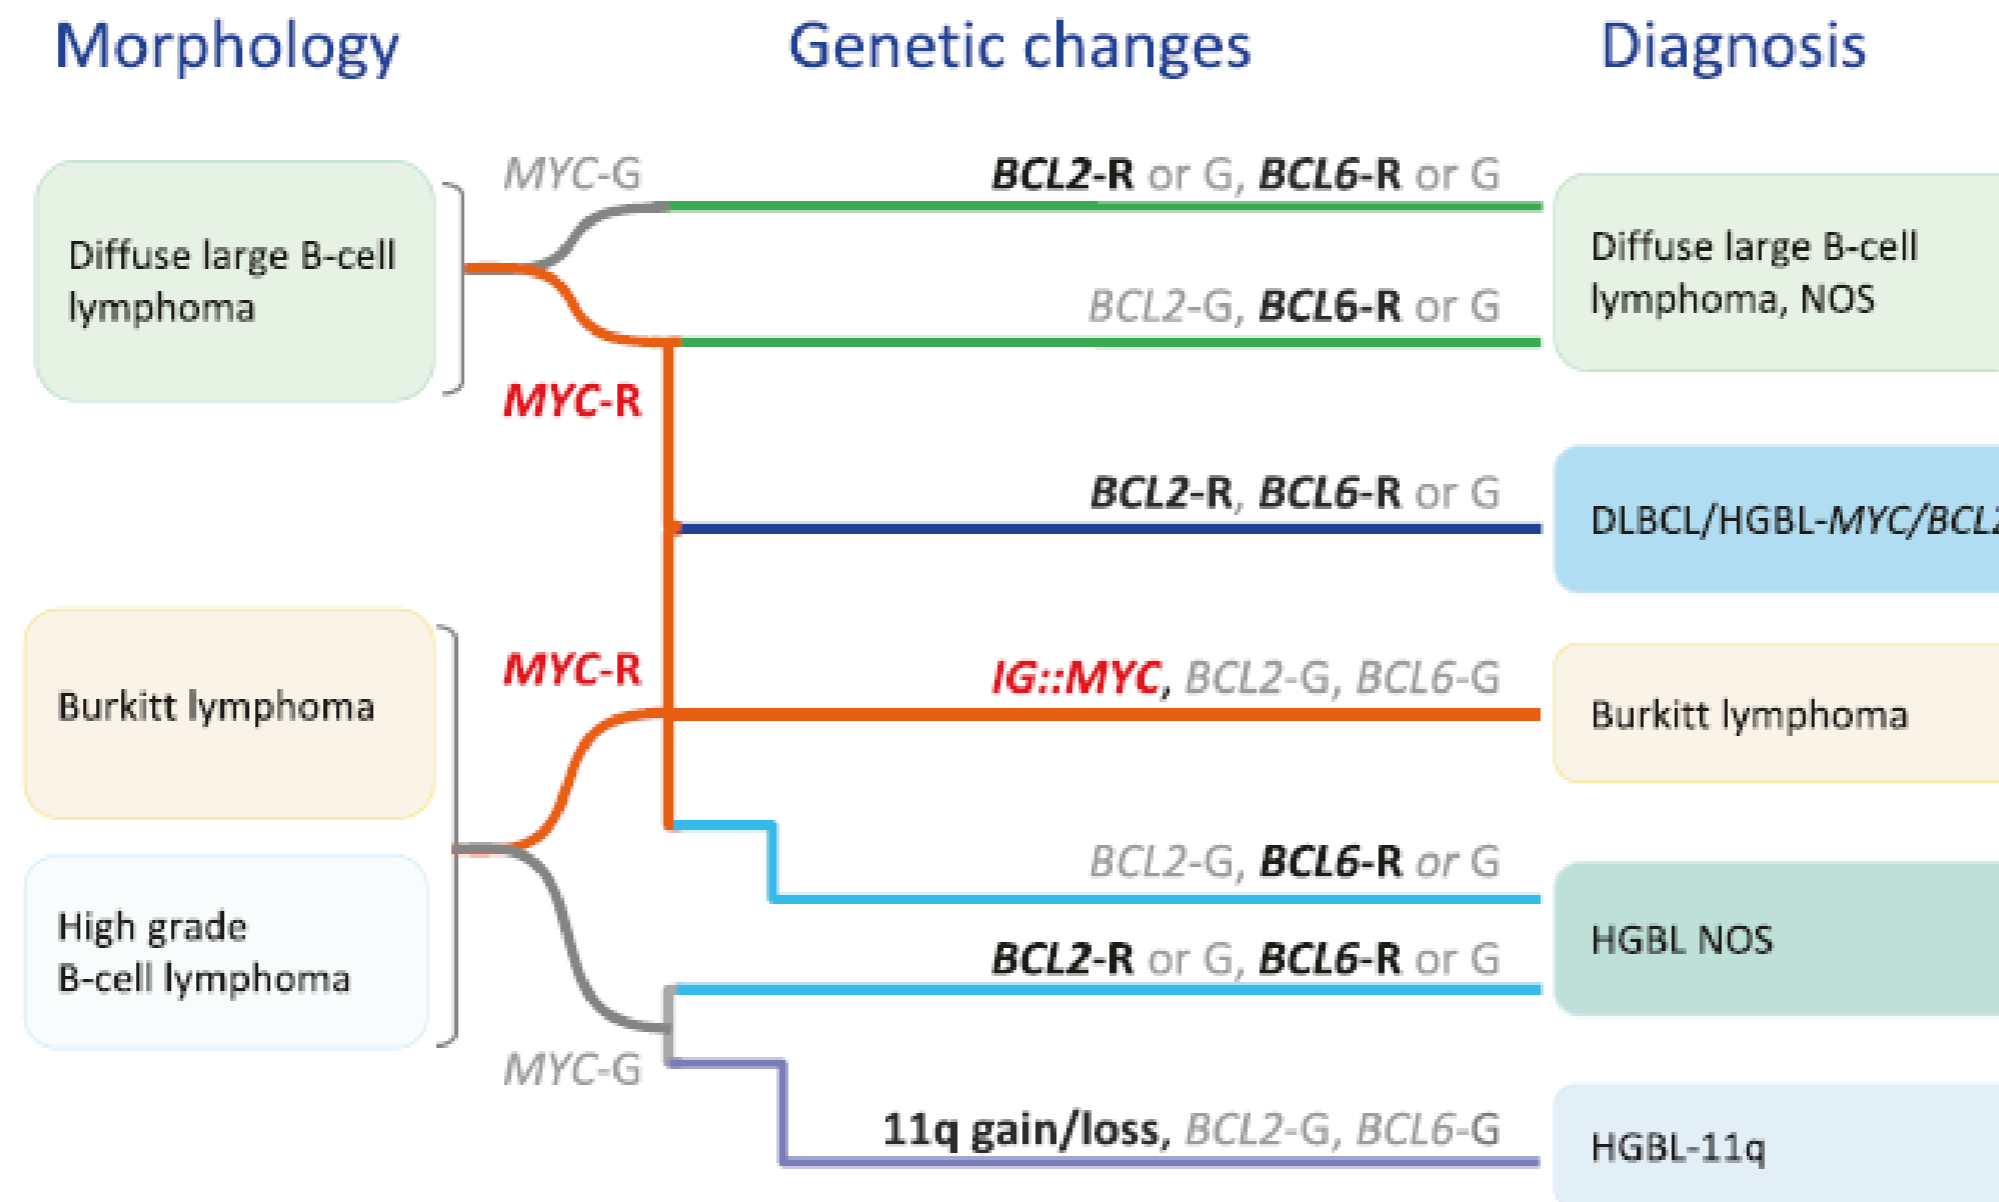 Morphology
Genetic changes
Diagnosis
MYC-G
BCL2-R or G, BCL6-R or G
Diffuse large B-cell
lymphoma
Diffuse large B-cell
lymphoma, NOS
BCL2-G, BCL6-R or G
MYC-R
BCL2-R, BCL6-R or G
DLBCL/HGBL-MYC/BCL2
MYC-R
IG::MYC, BCL2-G, BCL6-G
Burkitt lymphoma
Burkitt lymphoma
BCL2-G, BCL6-R or G
High grade
B-cell lymphoma
HGBL NOS
BCL2-R or G, BCL6-R or G
MYC-G
11q gain/loss, BCL2-G, BCL6-G
HGBL-11q